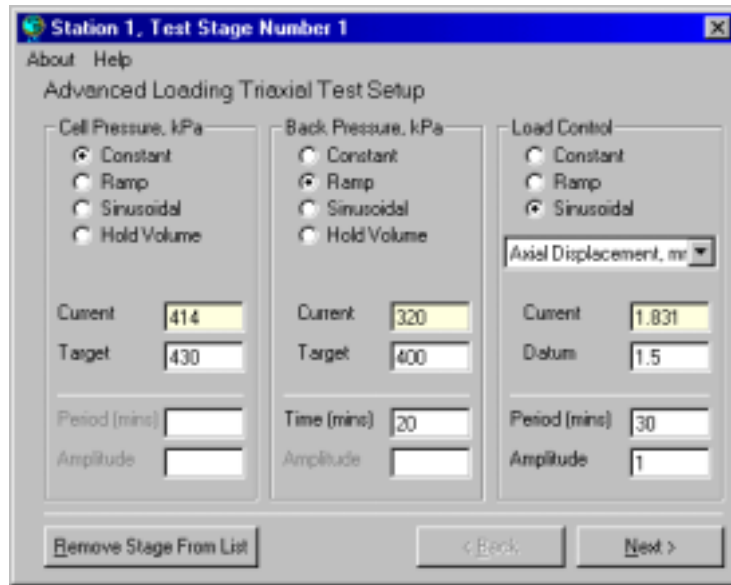 Station 1, Test Stage Number 1
About Help
Advanced Loading Triaxial Test Setup
Cell Pressure, kPa
Constant
Ramp
Sinusoidal
Hold Volume
Current 414
Target 430
Period (mins)
Amplitude
Back Pressure, kPa
Constant
Ramp
Sinusoidal
Hold Volume
Current 320
Target 400
Time (mins) 20
Amplitude
Load Control
Constant
Ramp
Sinusoidal
Axial Displacement, mr
Current 1.831
Datum 1.5
Period (mins) 30
Amplitude 1
Remove Stage From List
< Back
Next >